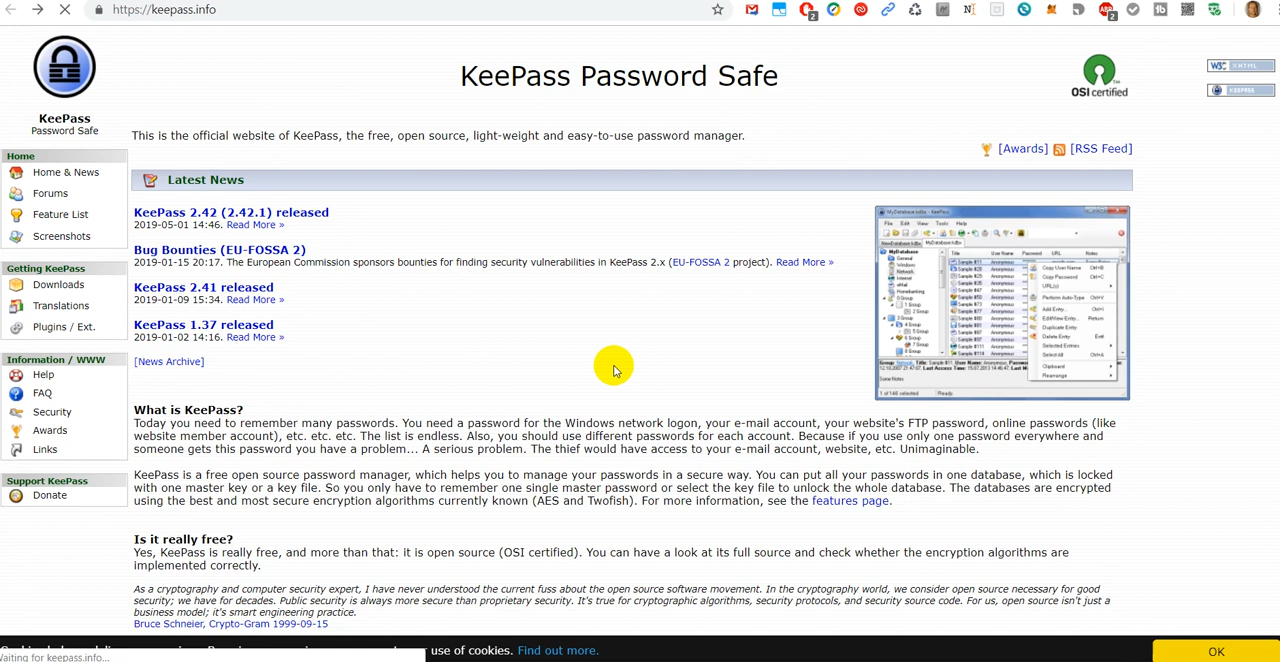 https://keepass.info
KeePass
Password Safe
KeePass Password Safe
OSI certified
W3C XHTML
KEEPASS
This is the official website of KeePass, the free, open source, light-weight and easy-to-use password manager.
[Awards] [RSS Feed]
Home
Home & News
Forums
Feature List
Screenshots
Getting KeePass
Downloads
Translations
Plugins / Ext.
Information / WWW
Help
FAQ
Security
Awards
Links
Support KeePass
Donate
Latest News
KeePass 2.42 (2.42.1) released
2019-05-01 14:46. Read More »
Bug Bounties (EU-FOSSA 2)
2019-01-15 20:17. The European Commission sponsors bounties for finding security vulnerabilities in KeePass 2.x (EU-FOSSA 2 project). Read More »
KeePass 2.41 released
2019-01-09 15:34. Read More »
KeePass 1.37 released
2019-01-02 14:16. Read More »
[News Archive]
What is KeePass?
Today you need to remember many passwords. You need a password for the Windows network logon, your e-mail account, your website's FTP password, online passwords (like
website member account), etc. etc. etc. The list is endless. Also, you should use different passwords for each account. Because if you use only one password everywhere and
someone gets this password you have a problem... A serious problem. The thief would have access to your e-mail account, website, etc. Unimaginable.
KeePass is a free open source password manager, which helps you to manage your passwords in a secure way. You can put all your passwords in one database, which is locked
with one master key or a key file. So you only have to remember one single master password or select the key file to unlock the whole database. The databases are encrypted
using the best and most secure encryption algorithms currently known (AES and Twofish). For more information, see the features page.
Is it really free?
Yes, KeePass is really free, and more than that: it is open source (OSI certified). You can have a look at its full source and check whether the encryption algorithms are
implemented correctly.
As a cryptography and computer security expert, I have never understood the current fuss about the open source software movement. In the cryptography world, we consider open source necessary for good
security; we have for decades. Public security is always more secure than proprietary security. It's true for cryptographic algorithms, security protocols, and security source code. For us, open source isn't just a
business model; it's smart engineering practice.
Bruce Schneier, Crypto-Gram 1999-09-15
use of cookies. Find out more.
OK
Waiting for keepass.info...